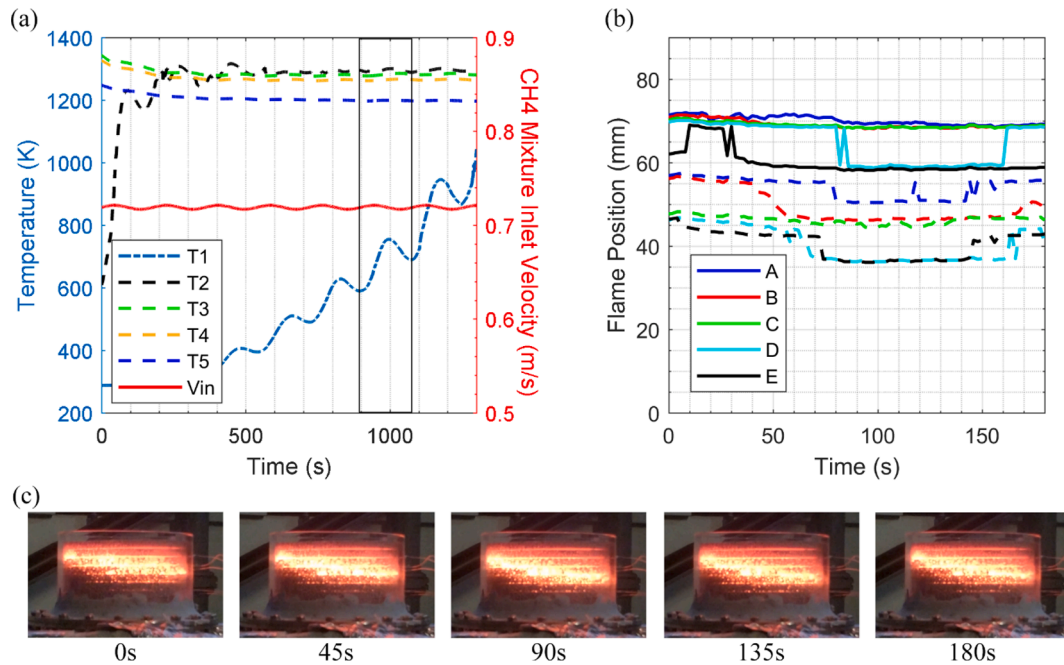 (a)
1400
1200
1000
800
600
400
200
Temperature (K)
0
500
1000
Time (s)
0.9
0.8
0.7
0.6
0.5
CH4 Mixture Inlet Velocity (m/s)
T1
T2
T3
T4
T5
Vin
(b)
80
60
40
20
0
Flame Position (mm)
0
50
100
150
Time (s)
A
B
C
D
E
(c)
0s
45s
90s
135s
180s